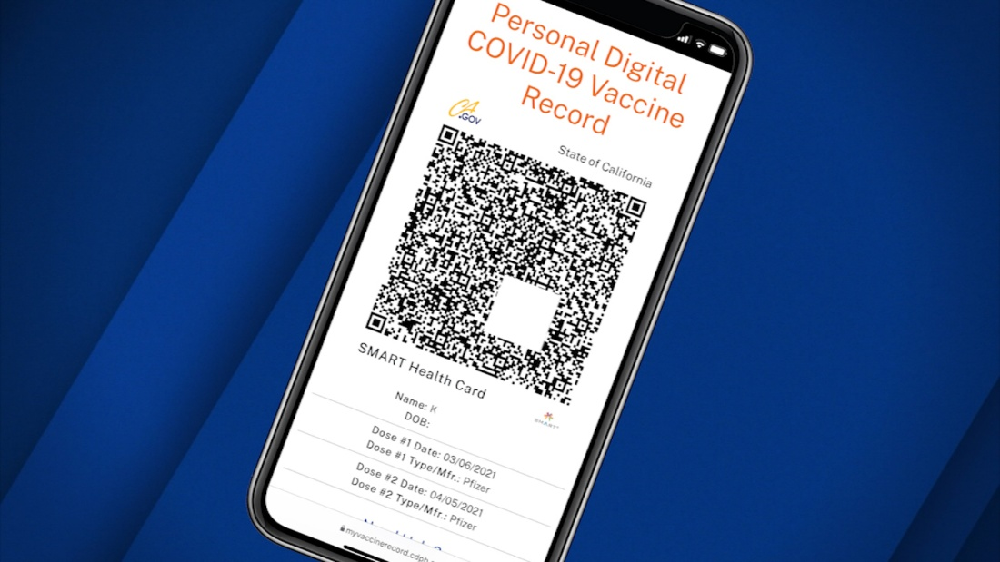 Personal Digital
COVID-19 Vaccine
Record
CA
.GOV
State of California
SMART Health Card
SMART
Name: K
DOB:
Dose #1 Date: 03/06/2021
Dose #1 Type/Mfr.: Pfizer
Dose #2 Date: 04/05/2021
Dose #2 Type/Mfr.: Pfizer
myvaccinerecord.cdph.